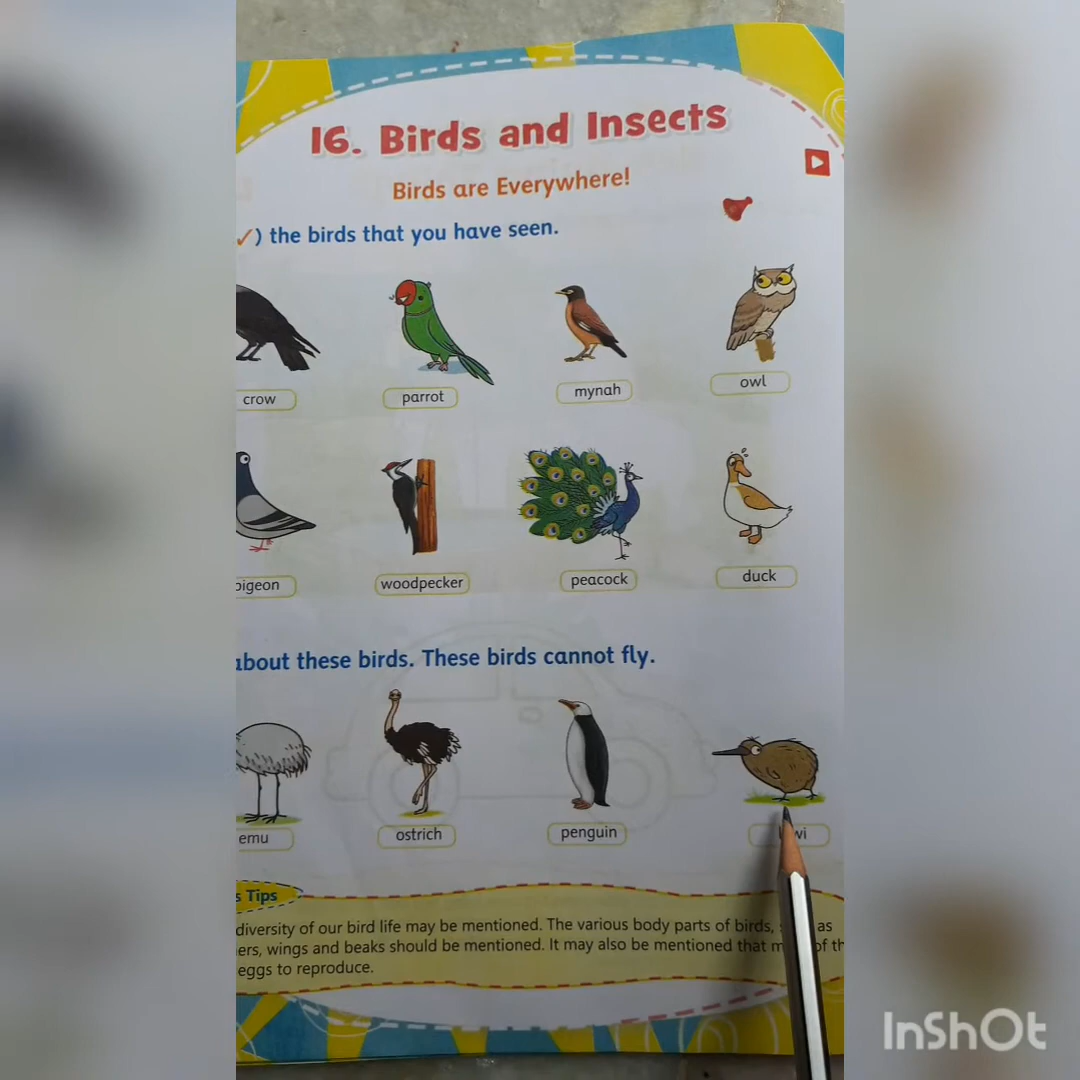 16. Birds and Insects
Birds are Everywhere!
✓) the birds that you have seen.
crow parrot mynah owl
pigeon woodpecker peacock duck
about these birds. These birds cannot fly.
emu ostrich penguin
s Tips
diversity of our bird life may be mentioned. The various body parts of birds, as
ers, wings and beaks should be mentioned. It may also be mentioned that of th
eggs to reproduce.
InShOt